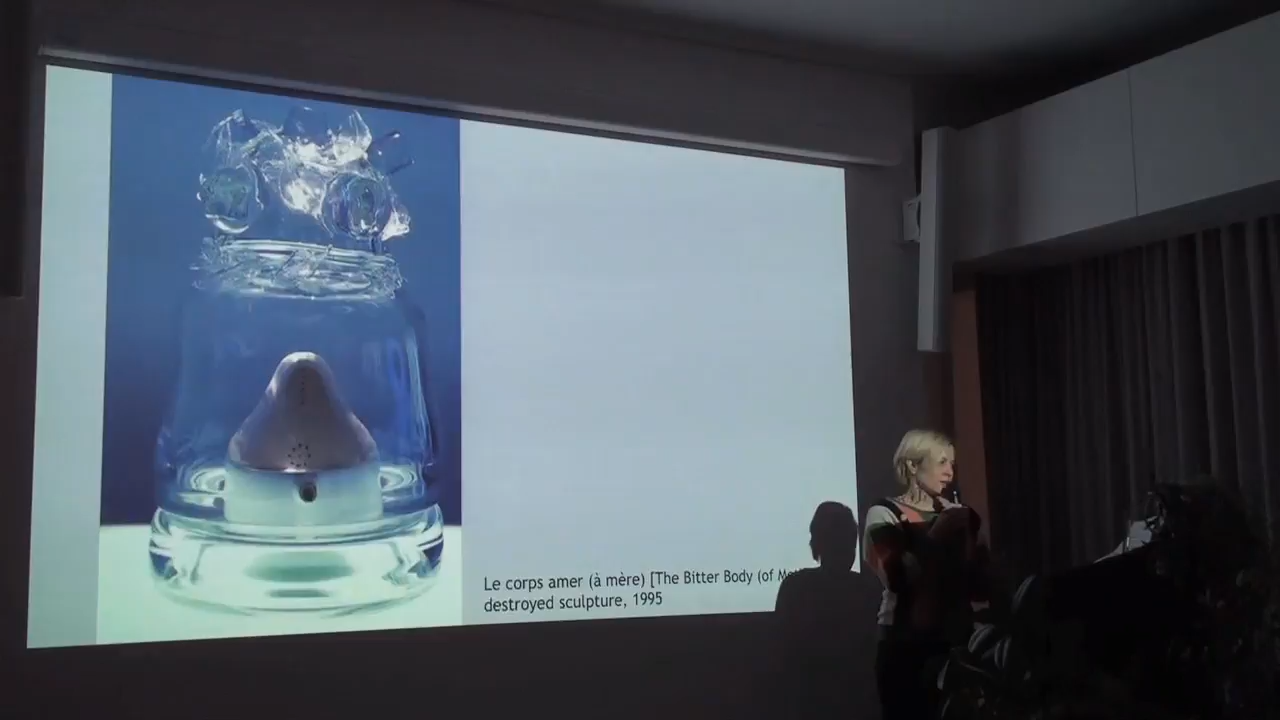 Le corps amer (à mère) [The Bitter Body (of
destroyed sculpture, 1995